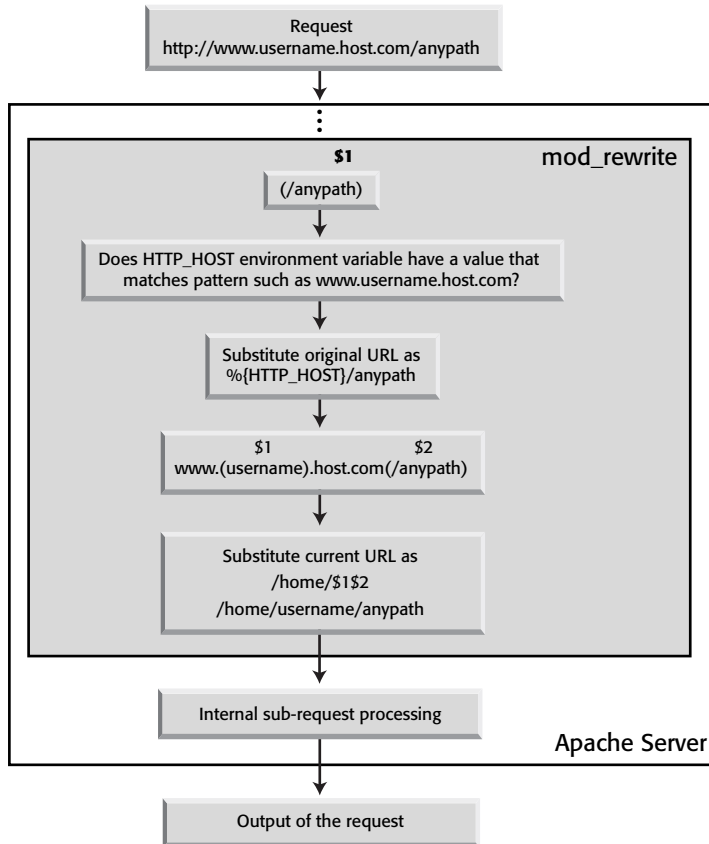 Request
http://www.username.host.com/anypath
$1
mod_rewrite
(/anypath)
Does HTTP_HOST environment variable have a value that
matches pattern such as www.username.host.com?
Substitute original URL as
%{HTTP_HOST}/anypath
$1 $2
www.(username).host.com(/anypath)
Substitute current URL as
/home/$1$2
/home/username/anypath
Internal sub-request processing
Apache Server
Output of the request